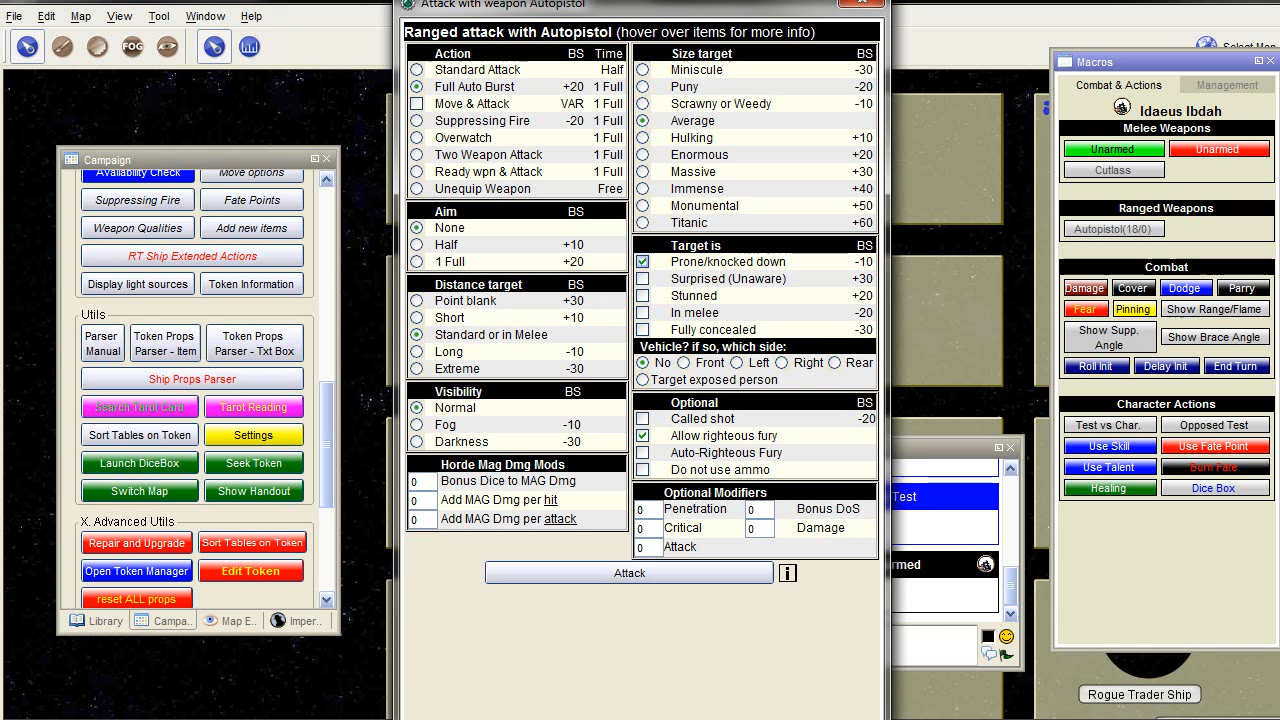 Attack with weapon Autopistol
File Edit Map View Tool Window Help
FOG
Select Map
Campaign
Availability Check Move options
Suppressing Fire Fate Points
Weapon Qualities Add new items
RT Ship Extended Actions
Display light sources Token Information
Utils
Parser Manual
Token Props Parser - Item
Token Props Parser - Txt Box
Ship Props Parser
Search Tarot Card Tarot Reading
Sort Tables on Token Settings
Launch DiceBox Seek Token
Switch Map Show Handout
X. Advanced Utils
Repair and Upgrade Sort Tables on Token
Open Token Manager Edit Token
reset ALL props
Library Campa.. Map E.. Imper..
Ranged attack with Autopistol (hover over items for more info)
Action BS Time
Standard Attack Half
Full Auto Burst +20 1 Full
Move & Attack VAR 1 Full
Suppressing Fire -20 1 Full
Overwatch 1 Full
Two Weapon Attack 1 Full
Ready wpn & Attack 1 Full
Unequip Weapon Free
Aim BS
None
Half +10
1 Full +20
Distance target BS
Point blank +30
Short +10
Standard or in Melee
Long -10
Extreme -30
Visibility BS
Normal
Fog -10
Darkness -30
Horde Mag Dmg Mods
0 Bonus Dice to MAG Dmg
0 Add MAG Dmg per hit
0 Add MAG Dmg per attack
Size target BS
Miniscule -30
Puny -20
Scrawny or Weedy -10
Average
Hulking +10
Enormous +20
Massive +30
Immense +40
Monumental +50
Titanic +60
Target is BS
Prone/knocked down -10
Surprised (Unaware) +30
Stunned +20
In melee -20
Fully concealed -30
Vehicle? if so, which side:
No Front Left Right Rear
Target exposed person
Optional BS
Called shot -20
Allow righteous fury
Auto-Righteous Fury
Do not use ammo
Optional Modifiers
0 Penetration 0 Bonus DoS
0 Critical 0 Damage
0 Attack
Attack i
Test
rmed
Macros
Combat & Actions Management
Idaeus Ibdah
Melee Weapons
Unarmed Unarmed
Cutlass
Ranged Weapons
Autopistol(18/0)
Combat
Damage Cover Dodge Parry
Fear Pinning Show Range/Flame
Show Supp. Angle
Show Brace Angle
Roll Init Delay Init End Turn
Character Actions
Test vs Char. Opposed Test
Use Skill Use Fate Point
Use Talent Burn Fate
Healing Dice Box
Rogue Trader Ship